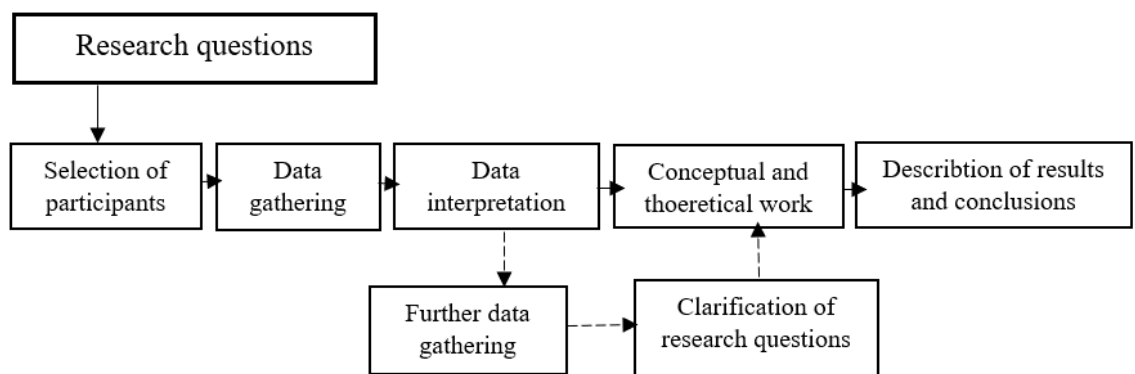 Research questions
Selection of
participants
Data
gathering
Data
interpretation
Conceptual and
thoeretical work
Describtion of results
and conclusions
Further data
gathering
Clarification of
research questions